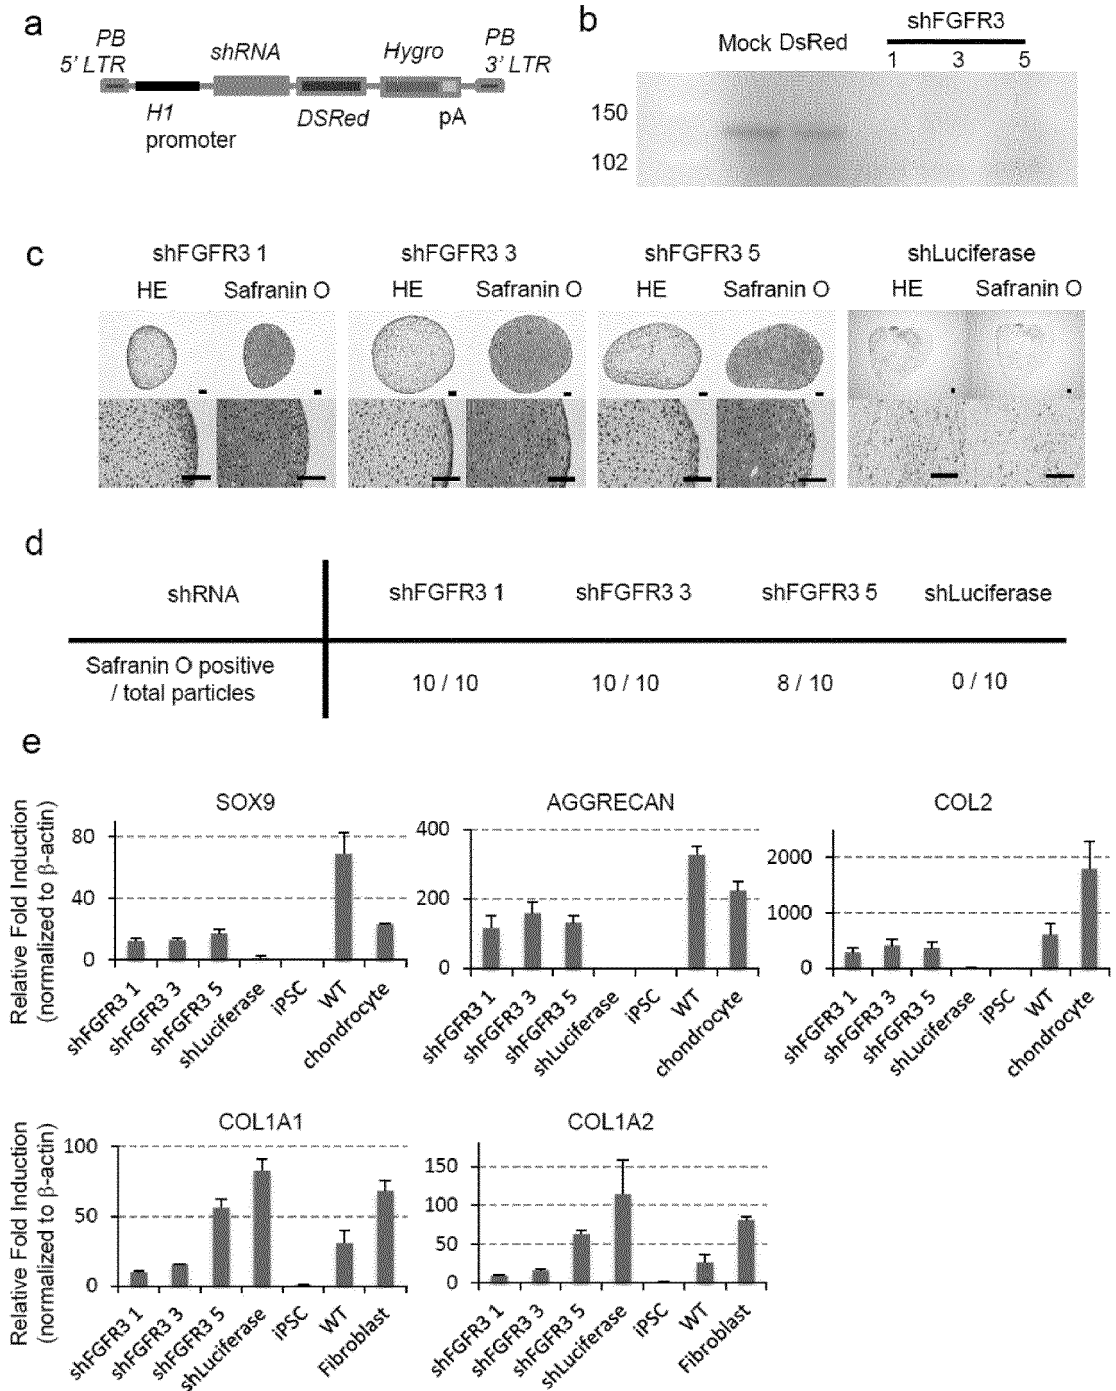 a
PB
5' LTR
shRNA
Hygro
PB
3' LTR
H1
promoter
DSRed
pA
b
shFGFR3
Mock DsRed
1 3 5
150
102
c
shFGFR3 1 shFGFR3 3 shFGFR3 5 shLuciferase
HE Safranin O HE Safranin O HE Safranin O HE Safranin O
d
shRNA shFGFR3 1 shFGFR3 3 shFGFR3 5 shLuciferase
Safranin O positive
/ total particles
10 / 10 10 / 10 8 / 10 0 / 10
e
Relative Fold Induction
(normalized to β-actin)
SOX9
80
40
0
shFGFR3 1
shFGFR3 3
shFGFR3 5
shLuciferase
iPSC
WT
chondrocyte
AGGRECAN
400
200
0
shFGFR3 1
shFGFR3 3
shFGFR3 5
shLuciferase
iPSC
WT
chondrocyte
COL2
2000
1000
0
shFGFR3 1
shFGFR3 3
shFGFR3 5
shLuciferase
iPSC
WT
chondrocyte
Relative Fold Induction
(normalized to β-actin)
COL1A1
100
50
0
shFGFR3 1
shFGFR3 3
shFGFR3 5
shLuciferase
iPSC
WT
Fibroblast
COL1A2
150
100
50
0
shFGFR3 1
shFGFR3 3
shFGFR3 5
shLuciferase
iPSC
WT
Fibroblast